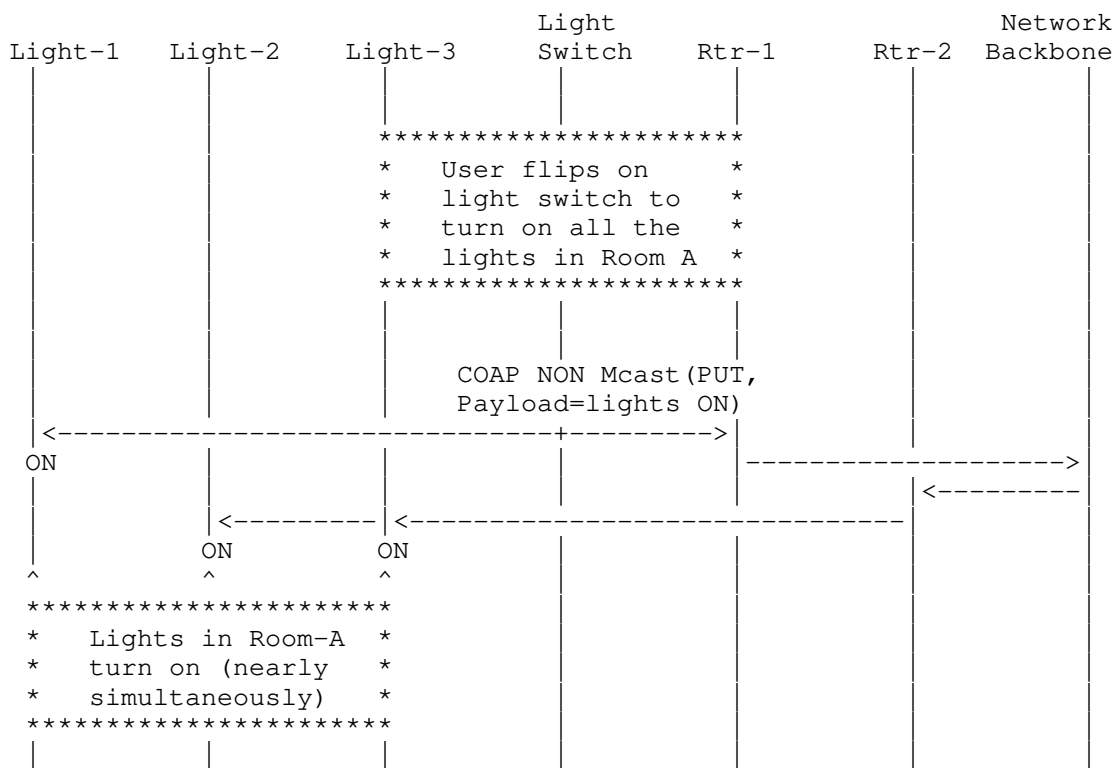 Light Network
Light-1 Light-2 Light-3 Switch Rtr-1 Rtr-2 Backbone
***********************
* User flips on *
* light switch to *
* turn on all the *
* lights in Room A *
***********************
COAP NON Mcast(PUT,
Payload=lights ON)
<-------------------------------+--------->
ON |-------------------->
|<---------
|<---------|<-------------------------------
ON ON
^ ^ ^
***********************
* Lights in Room-A *
* turn on (nearly *
* simultaneously) *
***********************